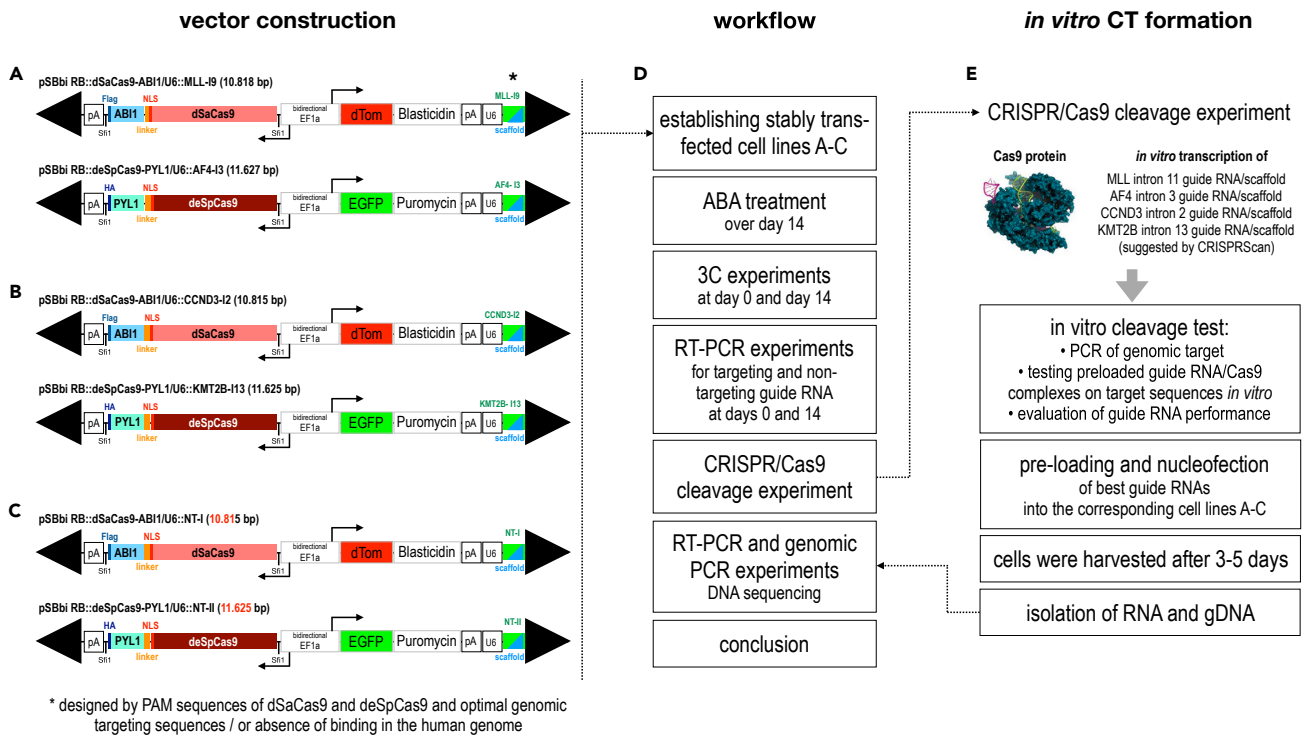 vector construction
workflow
in vitro CT formation
A
pSBbi RB::dSaCas9-ABI1/U6::MLL-I9 (10.818 bp)
*
Flag
NLS
MLL-I9
pA
ABI1
dSaCas9
bidirectional
EF1a
dTom
Blasticidin
pA
U6
Sfi1
linker
Sfi1
scaffold
pSBbi RB::deSpCas9-PYL1/U6::AF4-I3 (11.627 bp)
HA
NLS
AF4- I3
pA
PYL1
deSpCas9
bidirectional
EF1a
EGFP
Puromycin
pA
U6
Sfi1
linker
Sfi1
scaffold
B
pSBbi RB::dSaCas9-ABI1/U6::CCND3-I2 (10.815 bp)
Flag
NLS
CCND3-I2
pA
ABI1
dSaCas9
bidirectional
EF1a
dTom
Blasticidin
pA
U6
Sfi1
linker
Sfi1
scaffold
pSBbi RB::deSpCas9-PYL1/U6::KMT2B-I13 (11.625 bp)
HA
NLS
KMT2B- I13
pA
PYL1
deSpCas9
bidirectional
EF1a
EGFP
Puromycin
pA
U6
Sfi1
linker
Sfi1
scaffold
C
pSBbi RB::dSaCas9-ABI1/U6::NT-I (10.815 bp)
Flag
NLS
NT-I
pA
ABI1
dSaCas9
bidirectional
EF1a
dTom
Blasticidin
pA
U6
Sfi1
linker
Sfi1
scaffold
pSBbi RB::deSpCas9-PYL1/U6::NT-II (11.625 bp)
HA
NLS
NT-II
pA
PYL1
deSpCas9
bidirectional
EF1a
EGFP
Puromycin
pA
U6
Sfi1
linker
Sfi1
scaffold
* designed by PAM sequences of dSaCas9 and deSpCas9 and optimal genomic
targeting sequences / or absence of binding in the human genome
D
establishing stably trans-
fected cell lines A-C
ABA treatment
over day 14
3C experiments
at day 0 and day 14
RT-PCR experiments
for targeting and non-
targeting guide RNA
at days 0 and 14
CRISPR/Cas9
cleavage experiment
RT-PCR and genomic
PCR experiments
DNA sequencing
conclusion
E
CRISPR/Cas9 cleavage experiment
Cas9 protein
in vitro transcription of
MLL intron 11 guide RNA/scaffold
AF4 intron 3 guide RNA/scaffold
CCND3 intron 2 guide RNA/scaffold
KMT2B intron 13 guide RNA/scaffold
(suggested by CRISPRScan)
in vitro cleavage test:
• PCR of genomic target
• testing preloaded guide RNA/Cas9
complexes on target sequences in vitro
• evaluation of guide RNA performance
pre-loading and nucleofection
of best guide RNAs
into the corresponding cell lines A-C
cells were harvested after 3-5 days
isolation of RNA and gDNA